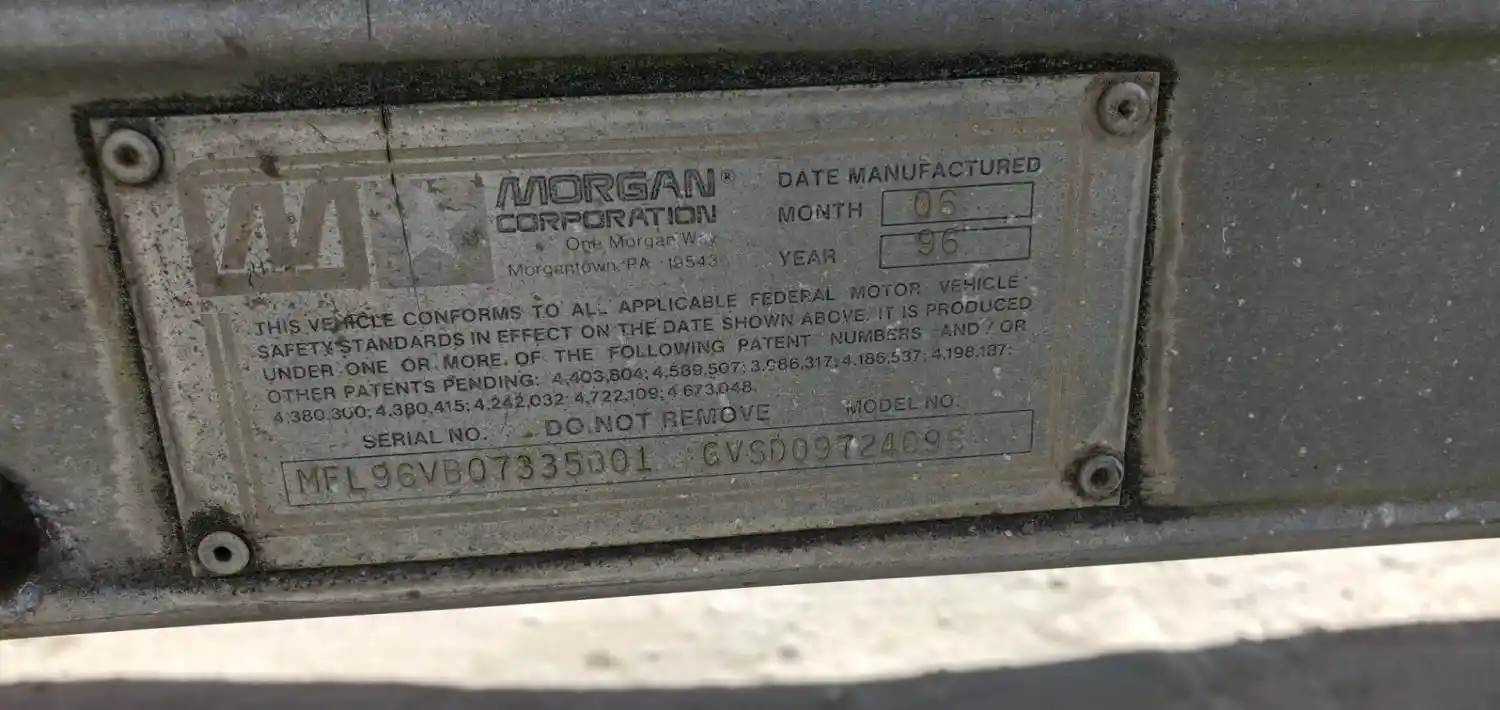 MORGAN®
CORPORATION
One Morgan Way
Morgantown, PA 19543
DATE MANUFACTURED
MONTH 06
YEAR 96
THIS VEHICLE CONFORMS TO ALL APPLICABLE FEDERAL MOTOR VEHICLE
SAFETY STANDARDS IN EFFECT ON THE DATE SHOWN ABOVE. IT IS PRODUCED
UNDER ONE OR MORE, OF THE FOLLOWING PATENT NUMBERS AND/OR
OTHER PATENTS PENDING: 4,403,804; 4,589,507; 3,986,317; 4,186,537; 4,198,187;
4,380,300; 4,380,415; 4,242,032; 4,722,109; 4,673,048.
SERIAL NO. DO NOT REMOVE MODEL NO.
MFL96VB07335001 GVSD09724096